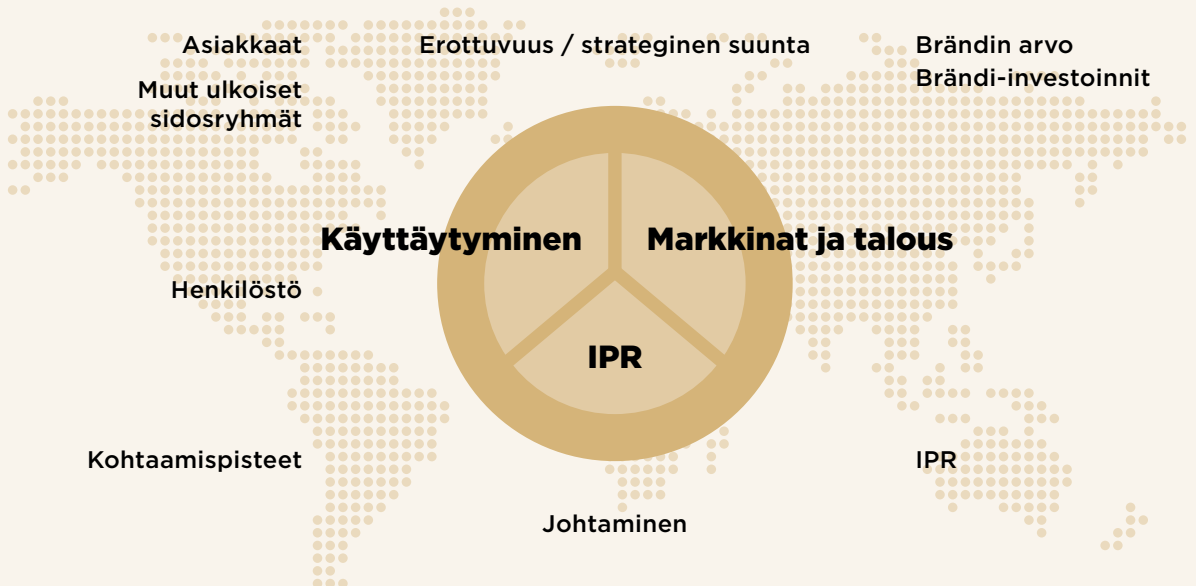 Asiakkaat
Erottuvuus / strateginen suunta
Brändin arvo
Brändi-investoinnit
Muut ulkoiset
sidosryhmät
Käyttäytyminen
Markkinat ja talous
Henkilöstö
IPR
Kohtaamispisteet
IPR
Johtaminen